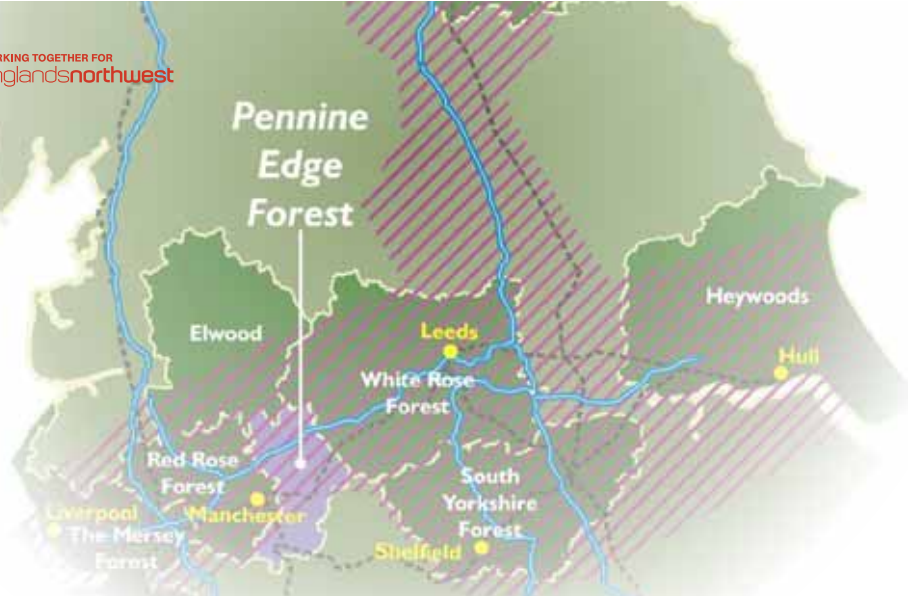 RKING TOGETHER FOR
nglandsnorthwest
Pennine
Edge
Forest
Elwood
Heywoods
Leeds
Hull
White Rose
Forest
Red Rose
Forest
South
Yorkshire
Forest
Liverpool
Manchester
The Mersey
Forest
Sheffield